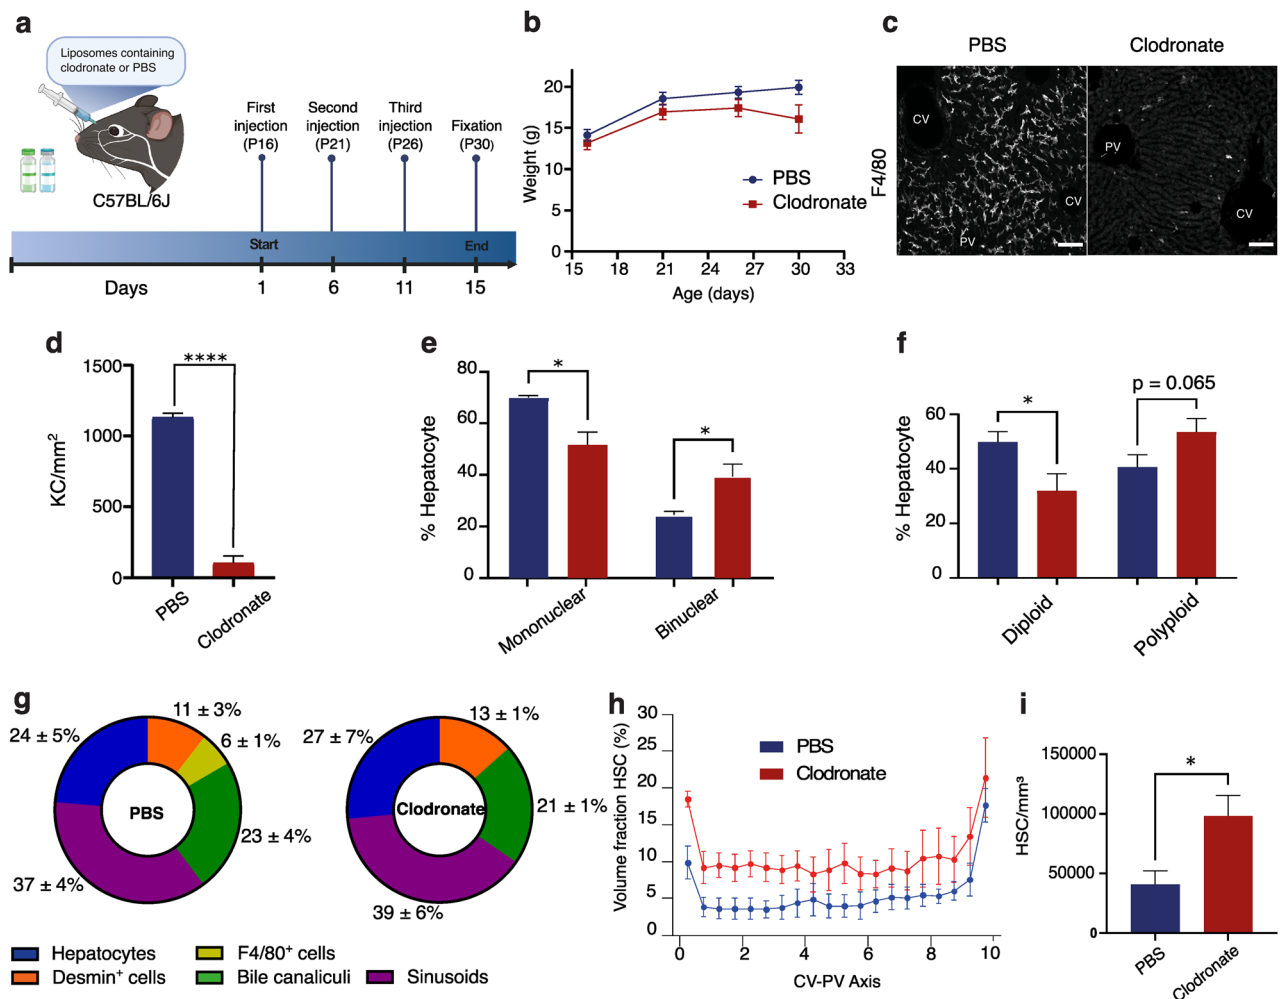 a
Liposomes containing
clodronate or PBS
C57BL/6J
First
injection
(P16)
Second
injection
(P21)
Third
injection
(P26)
Fixation
(P30)
Start
End
Days
1
6
11
15
b
Weight (g)
20
15
10
5
0
PBS
Clodronate
15
18
21
24
27
30
33
Age (days)
c
PBS
Clodronate
F4/80
CV
CV
PV
PV
CV
d
KC/mm²
1500
1000
500
0
****
PBS
Clodronate
e
% Hepatocyte
80
60
40
20
0
*
*
Mononuclear
Binuclear
f
% Hepatocyte
60
40
20
0
*
p = 0.065
Diploid
Polyploid
g
24 ± 5%
11 ± 3%
6 ± 1%
23 ± 4%
37 ± 4%
PBS
27 ± 7%
13 ± 1%
21 ± 1%
39 ± 6%
Clodronate
Hepatocytes
F4/80⁺ cells
Desmin⁺ cells
Bile canaliculi
Sinusoids
h
Volume fraction HSC (%)
30
25
20
15
10
5
0
PBS
Clodronate
0
2
4
6
8
10
CV-PV Axis
i
HSC/mm³
150000
100000
50000
0
*
PBS
Clodronate